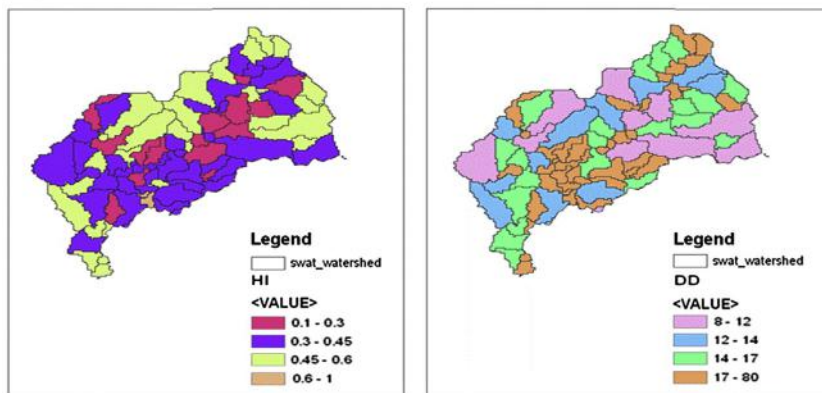 Legend
swat_watershed
HI
<VALUE>
0.1 - 0.3
0.3 - 0.45
0.45 - 0.6
0.6 - 1
Legend
swat_watershed
DD
<VALUE>
8 - 12
12 - 14
14 - 17
17 - 80